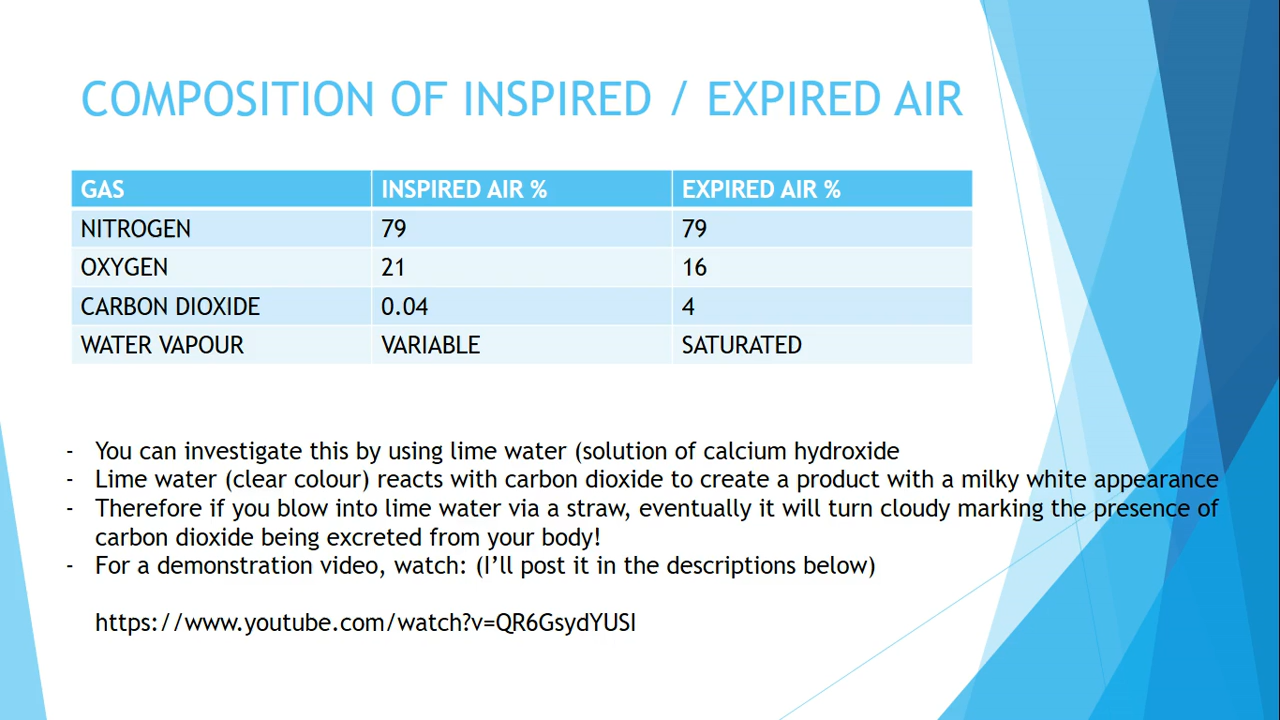 COMPOSITION OF INSPIRED / EXPIRED AIR
GAS INSPIRED AIR % EXPIRED AIR %
NITROGEN 79 79
OXYGEN 21 16
CARBON DIOXIDE 0.04 4
WATER VAPOUR VARIABLE SATURATED
- You can investigate this by using lime water (solution of calcium hydroxide
- Lime water (clear colour) reacts with carbon dioxide to create a product with a milky white appearance
- Therefore if you blow into lime water via a straw, eventually it will turn cloudy marking the presence of
carbon dioxide being excreted from your body!
- For a demonstration video, watch: (I'll post it in the descriptions below)
https://www.youtube.com/watch?v=QR6GsydYUSI